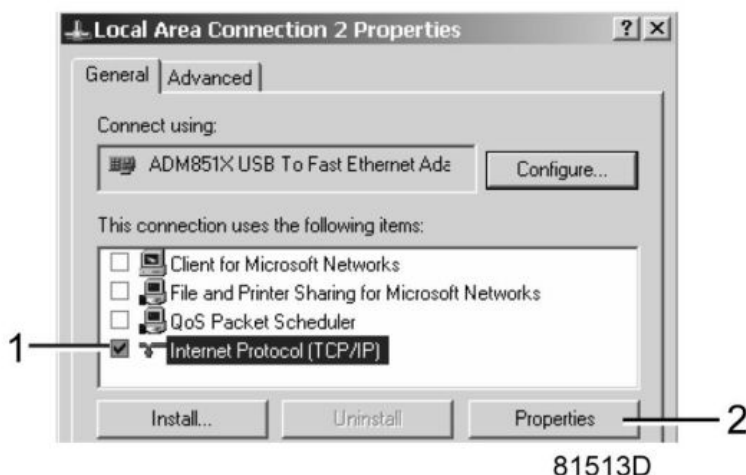 Local Area Connection 2 Properties ? ×
General Advanced
Connect using:
ADM851X USB To Fast Ethernet Ada Configure...
This connection uses the following items:
Client for Microsoft Networks
File and Printer Sharing for Microsoft Networks
QoS Packet Scheduler
1 Internet Protocol (TCP/IP)
Install... Uninstall Properties 2
81513D